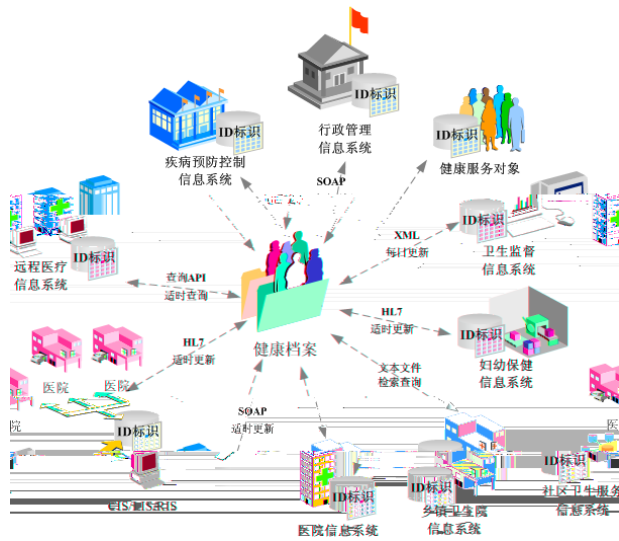 ID标识
行政管理
信息系统
ID标识
疾病预防控制
信息系统
ID标识
健康服务对象
SOAP
ID标识
卫生监督
信息系统
XML
每日更新
ID标识
远程医疗
信息系统
查询API
适时查询
健康档案
HL7
适时更新
ID标识
妇幼保健
信息系统
HL7
适时更新
医院
医院
文本文件
检索查询
SOAP
适时更新
院
医
ID标识
ID标识
医院信息系统
ID标识
乡镇卫生院
信息系统
ID标识
社区卫生服务
信息系统
CIS/LIS/RIS